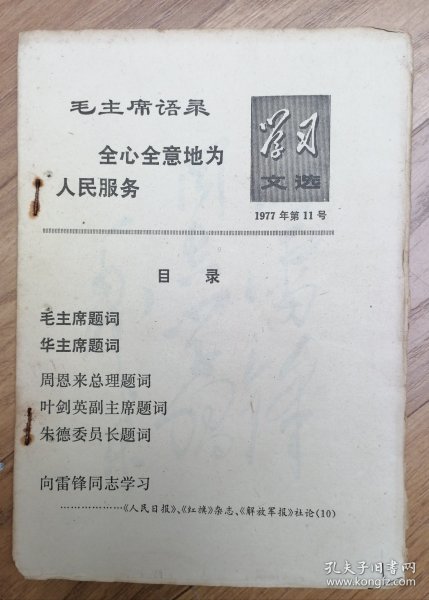 毛主席语录
全心全意地为
人民服务
学习
文选
1977年第11号
目 录
毛主席题词
华主席题词
周恩来总理题词
叶剑英副主席题词
朱德委员长题词
向雷锋同志学习
………………《人民日报》、《红旗》杂志、《解放军报》社论(10)
孔夫子旧书网
www.kongfz.com